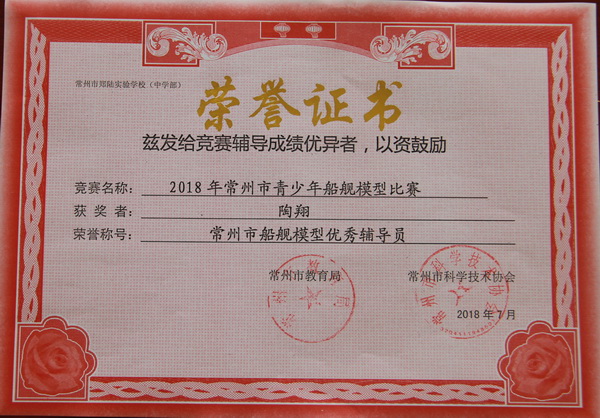 常州市郑陆实验学校（中学部）
荣誉证书
兹发给竞赛辅导成绩优异者，以资鼓励
竞赛名称： 2018年常州市青少年船舰模型比赛
获奖者： 陶翔
荣誉称号： 常州市船舰模型优秀辅导员
常州市教育局 常州市科学技术协会
2018年7月